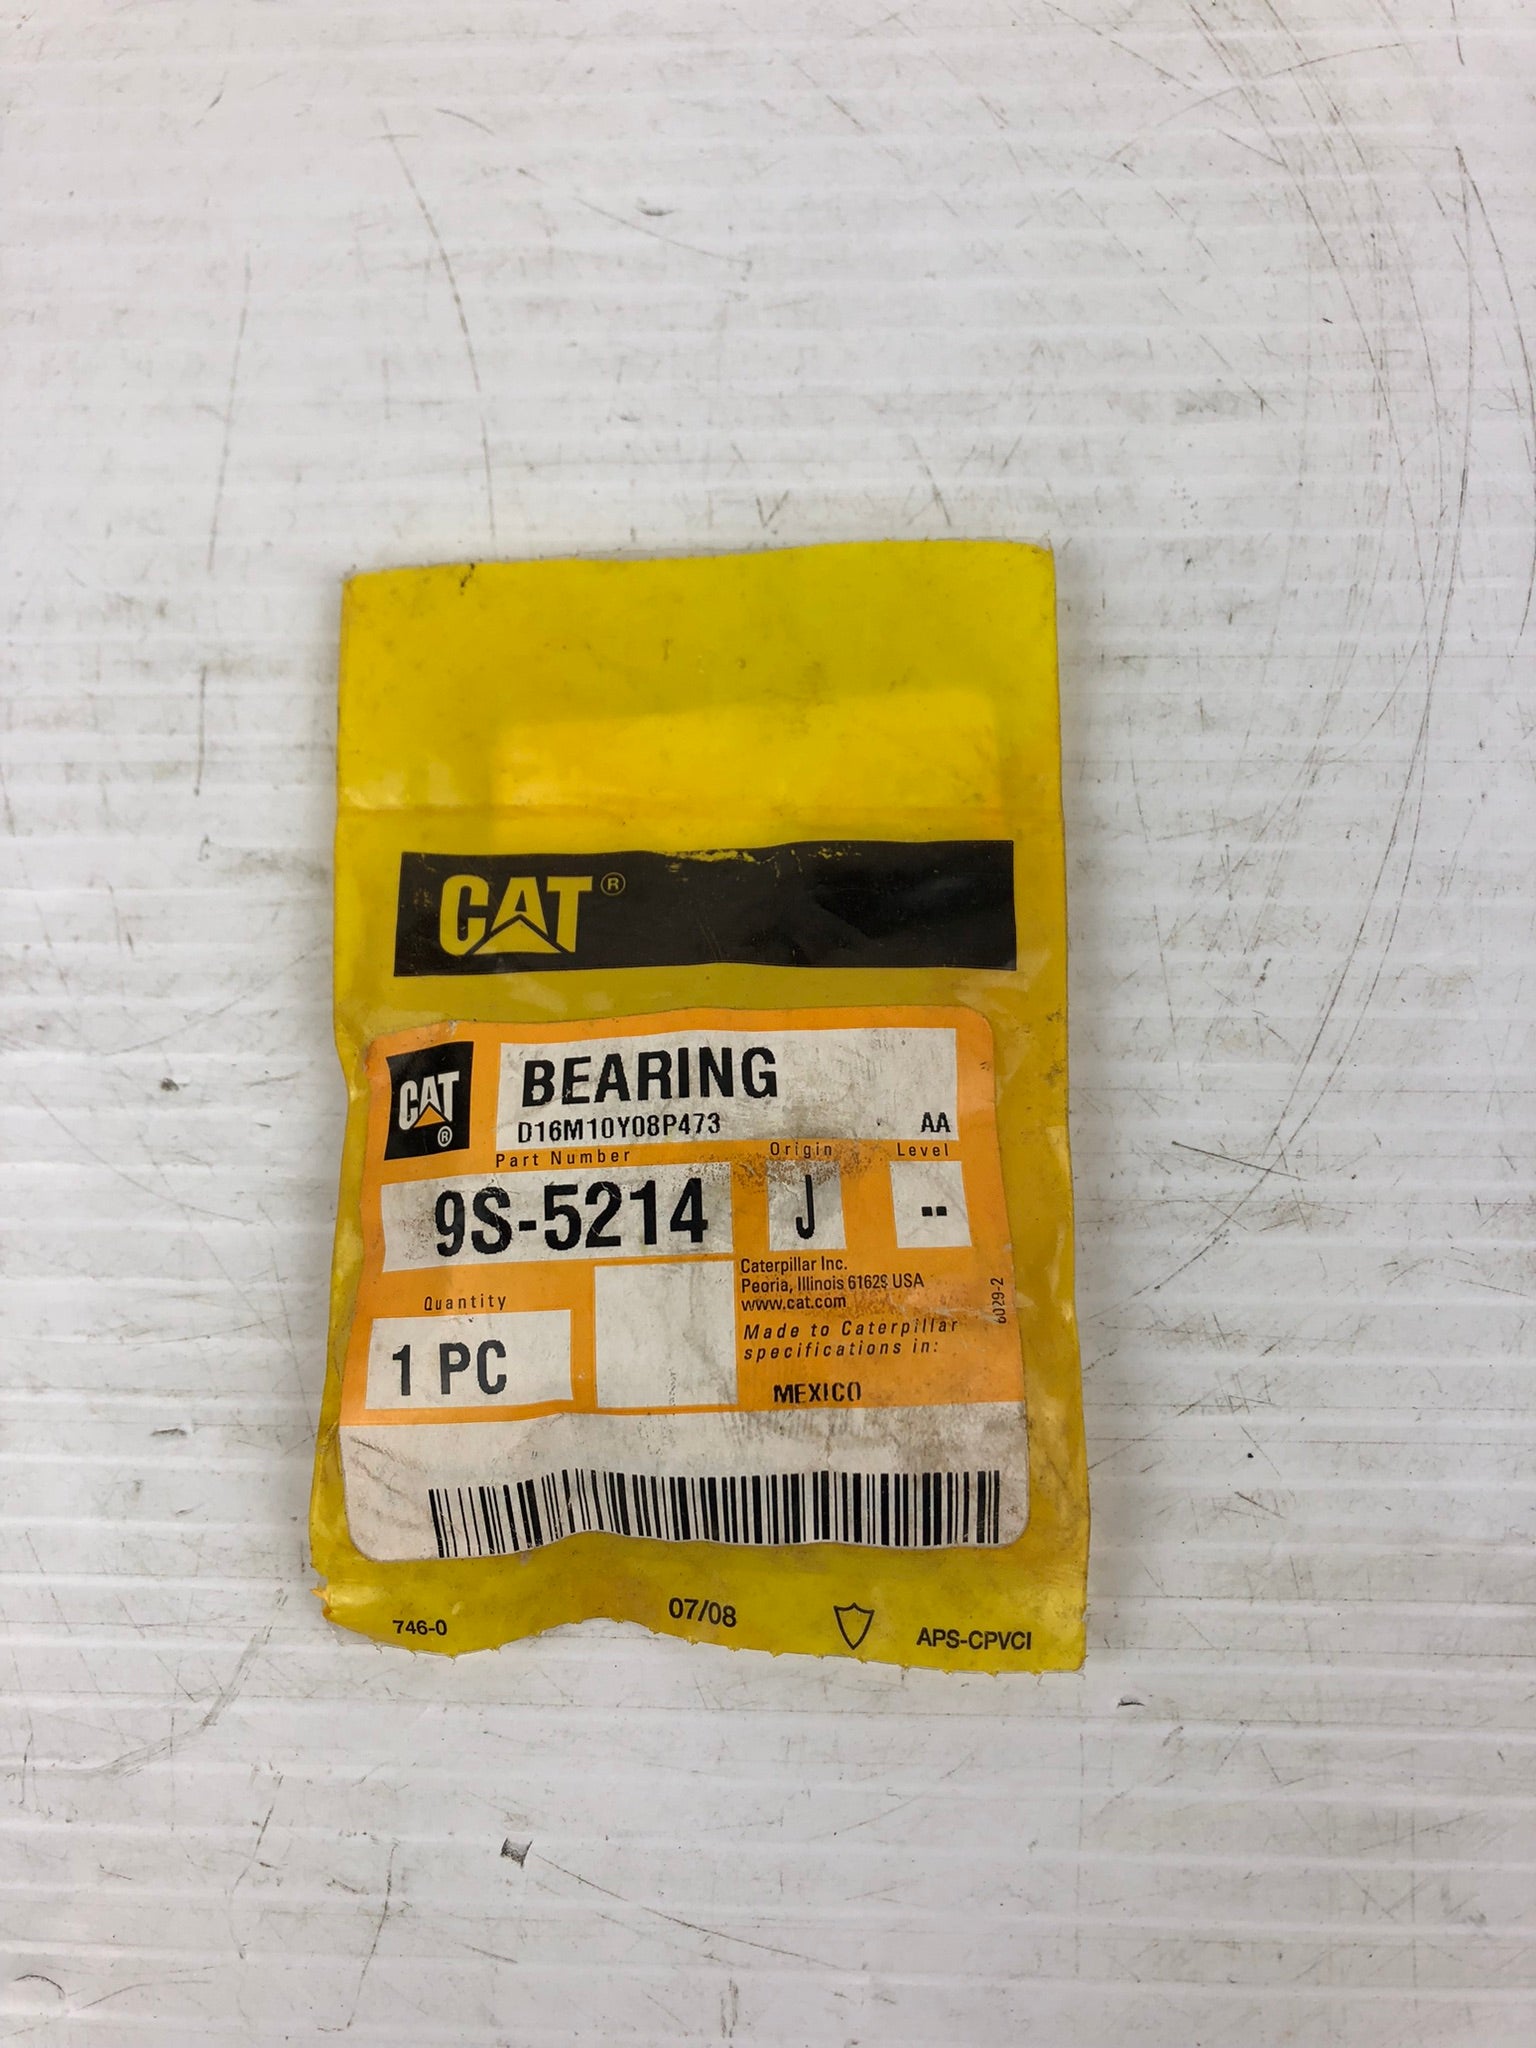 CAT®
CAT®
BEARING
D16M10Y08P473 AA
Part Number Origin Level
9S-5214 J --
Caterpillar Inc.
Peoria, Illinois 61629 USA
www.cat.com
Quantity
1 PC
Made to Caterpillar
specifications in:
MEXICO
6029-2
746-0 07/08 APS-CPVCI